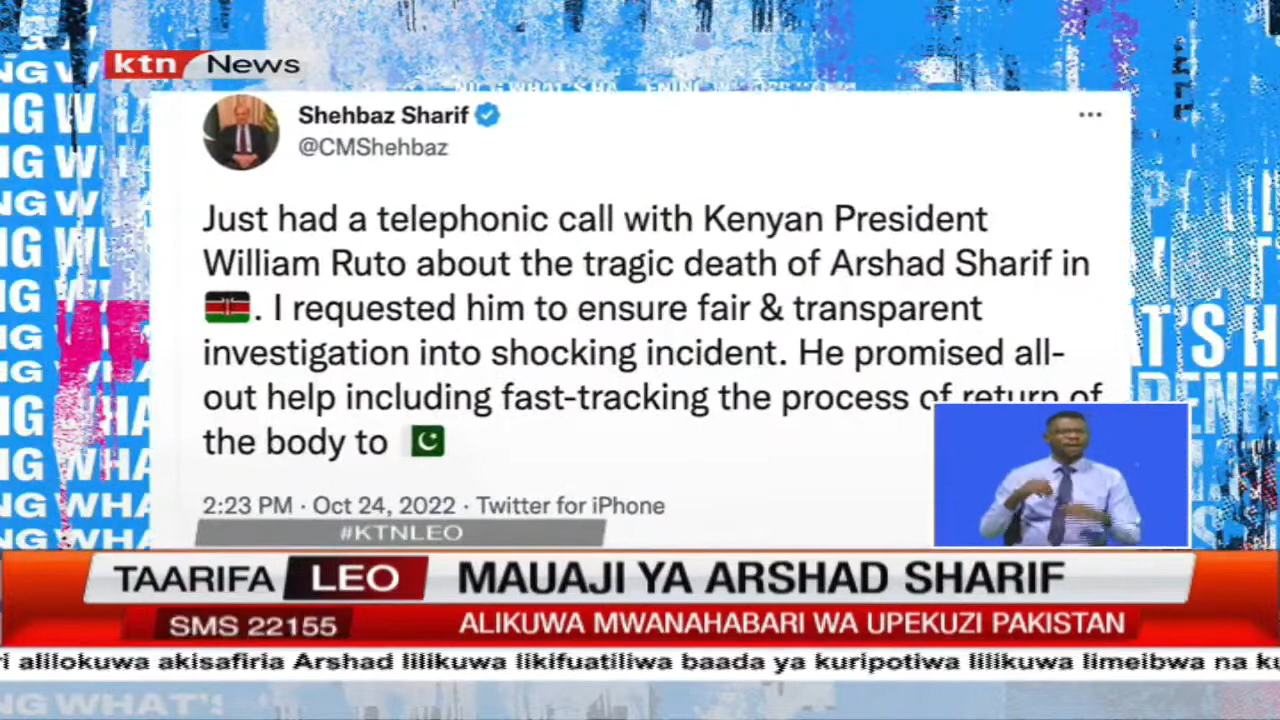 ktn News
Shehbaz Sharif
@CMShehbaz
Just had a telephonic call with Kenyan President
William Ruto about the tragic death of Arshad Sharif in
. I requested him to ensure fair & transparent
investigation into shocking incident. He promised all-
out help including fast-tracking the process of return of
the body to
2:23 PM · Oct 24, 2022 · Twitter for iPhone
#KTNLEO
TAARIFA LEO
MAUAJI YA ARSHAD SHARIF
SMS 22155
ALIKUWA MWANAHABARI WA UPEKUZI PAKISTAN
alilokuwa akisafiria Arshad lilikuwa likifuatiliwa baada ya kuripotiwa lilikuwa limeibwa na